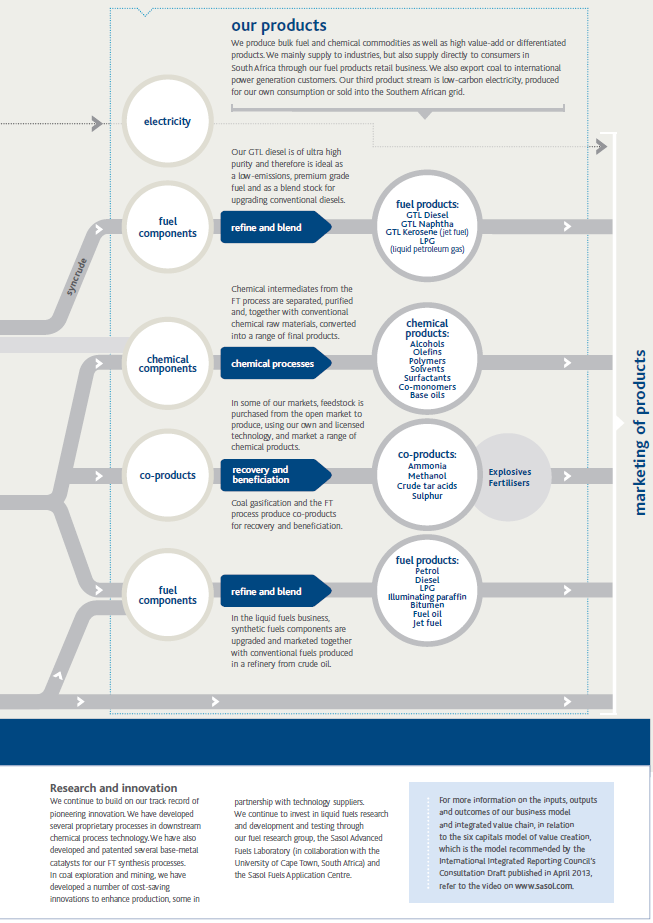 our products
We produce bulk fuel and chemical commodities as well as high value-add or differentiated
products. We mainly supply to industries, but also supply directly to consumers in
South Africa through our fuel products retail business. We also export coal to international
power generation customers. Our third product stream is low-carbon electricity, produced
for our own consumption or sold into the Southern African grid.
electricity
Our GTL diesel is of ultra high
purity and therefore is ideal as
a low-emissions, premium grade
fuel and as a blend stock for
upgrading conventional diesels.
syncrude
fuel
components
refine and blend
fuel products:
GTL Diesel
GTL Naphtha
GTL Kerosene (jet fuel)
LPG
(liquid petroleum gas)
Chemical intermediates from the
FT process are separated, purified
and, together with conventional
chemical raw materials, converted
into a range of final products.
chemical
components
chemical processes
chemical
products:
Alcohols
Olefins
Polymers
Solvents
Surfactants
Co-monomers
Base oils
In some of our markets, feedstock is
purchased from the open market to
produce, using our own and licensed
technology, and market a range of
chemical products.
co-products
recovery and
beneficiation
co-products:
Ammonia
Methanol
Crude tar acids
Sulphur
Explosives
Fertilisers
Coal gasification and the FT
process produce co-products
for recovery and beneficiation.
fuel
components
refine and blend
fuel products:
Petrol
Diesel
LPG
Illuminating paraffin
Bitumen
Fuel oil
Jet fuel
In the liquid fuels business,
synthetic fuels components are
upgraded and marketed together
with conventional fuels produced
in a refinery from crude oil.
marketing of products
Research and innovation
We continue to build on our track record of
pioneering innovation. We have developed
several proprietary processes in downstream
chemical process technology. We have also
developed and patented several base-metal
catalysts for our FT synthesis processes.
In coal exploration and mining, we have
developed a number of cost-saving
innovations to enhance production, some in
partnership with technology suppliers.
We continue to invest in liquid fuels research
and development and testing through
our fuel research group, the Sasol Advanced
Fuels Laboratory (in collaboration with the
University of Cape Town, South Africa) and
the Sasol Fuels Application Centre.
For more information on the inputs, outputs
and outcomes of our business model
and integrated value chain, in relation
to the six capitals model of value creation,
which is the model recommended by the
International Integrated Reporting Council's
Consultation Draft published in April 2013,
refer to the video on www.sasol.com.